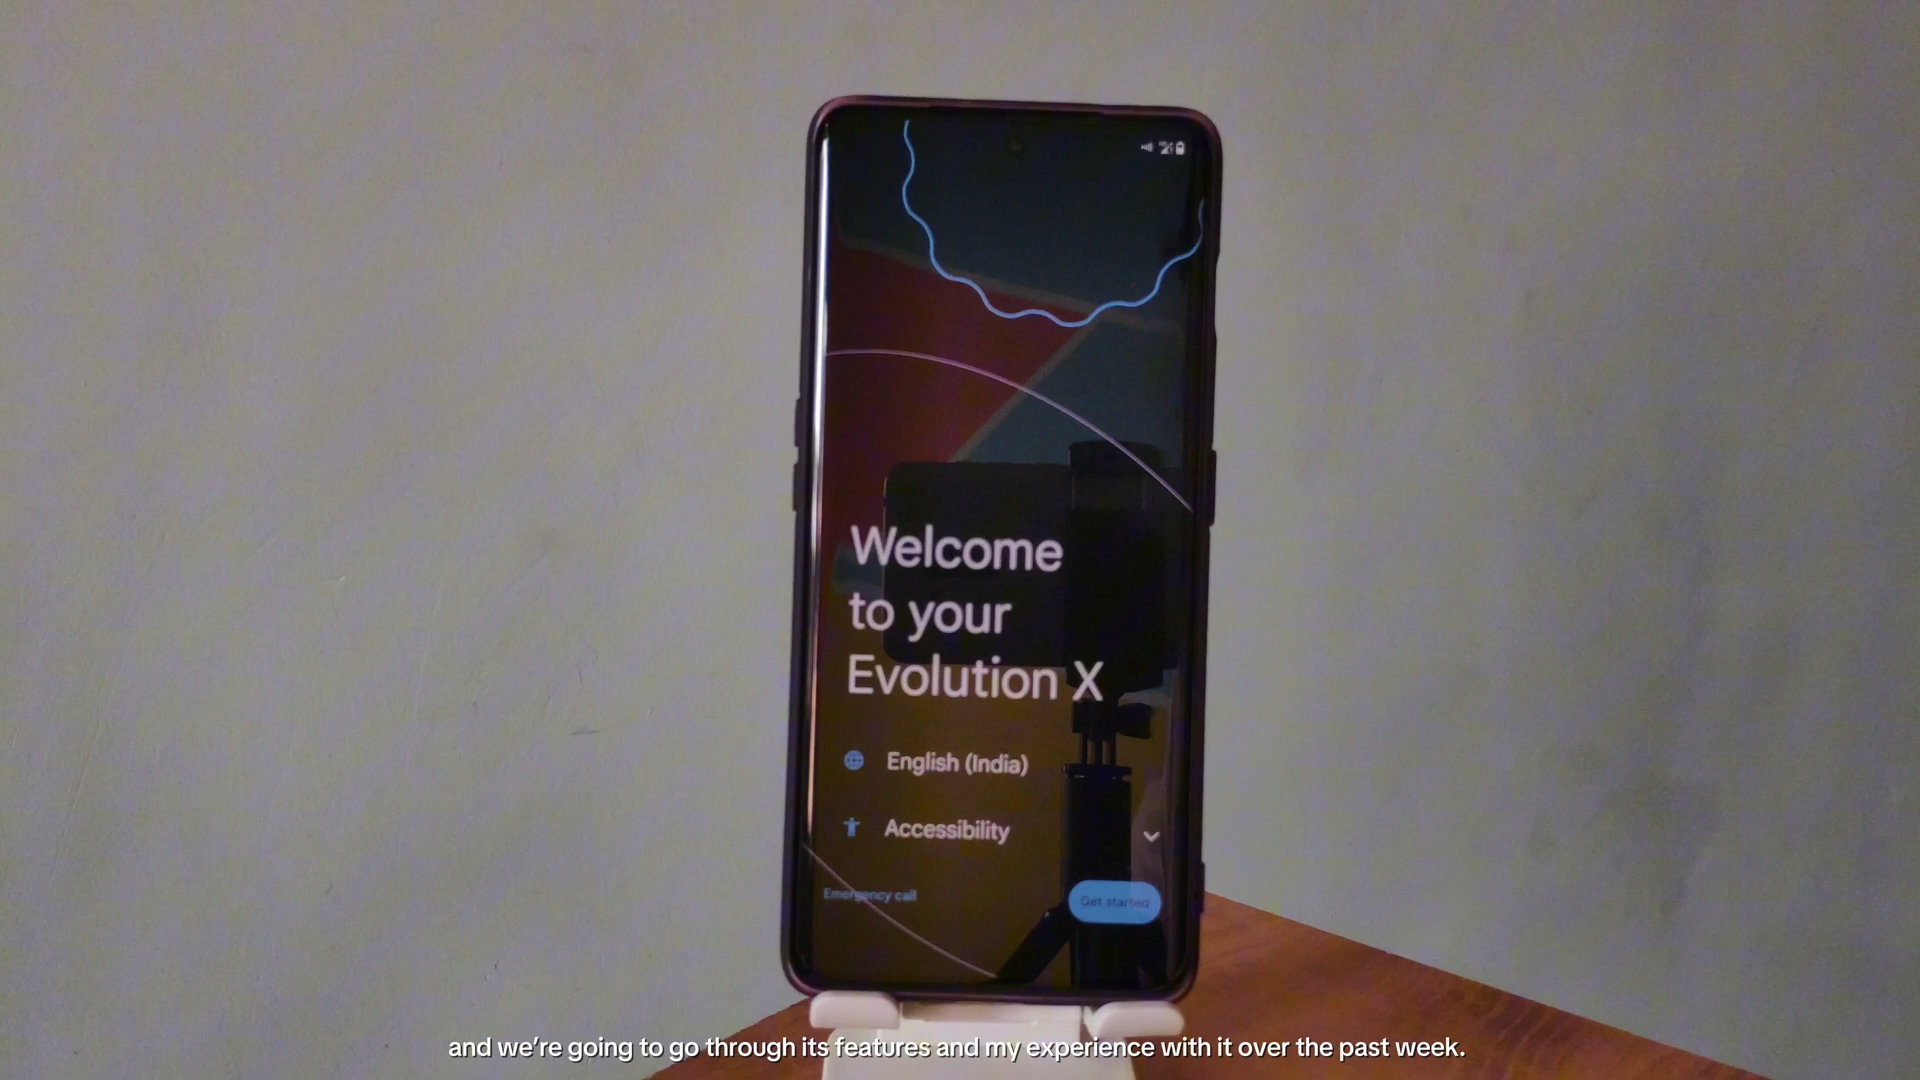 Welcome
to your
Evolution X
English (India)
Accessibility
Emergency call
Get started
and we're going to go through its features and my experience with it over the past week.